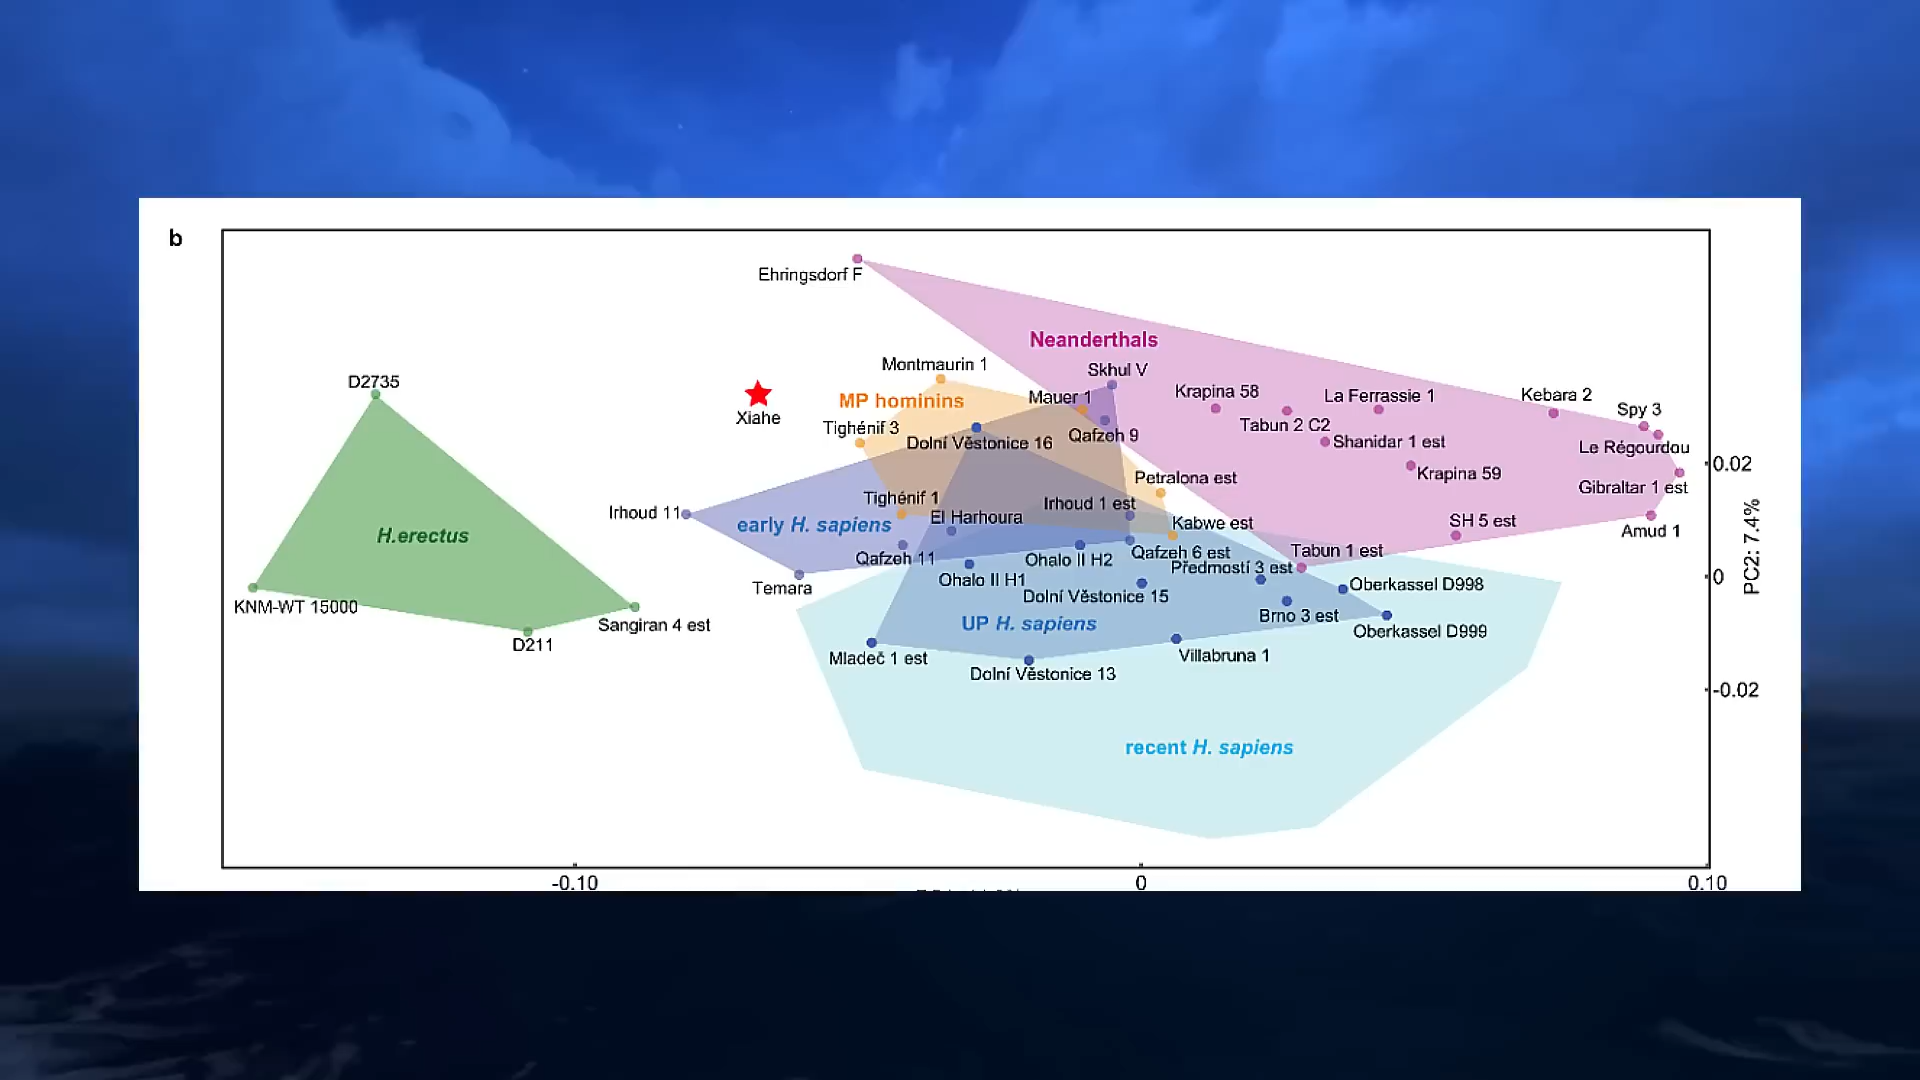 b
Ehringsdorf F
Neanderthals
Montmaurin 1
Skhul V
D2735
Krapina 58
La Ferrassie 1
Kebara 2
MP hominins
Mauer 1
Spy 3
Xiahe
Tighénif 3
Tabun 2 C2
Qafzeh 9
Dolní Věstonice 16
Shanidar 1 est
Le Régourdou
0.02
Krapina 59
Petralona est
Gibraltar 1 est
Tighénif 1
Irhoud 1 est
Irhoud 11
El Harhoura
early H. sapiens
Kabwe est
SH 5 est
Amud 1
H.erectus
Qafzeh 11
Ohalo II H2
Qafzeh 6 est
Tabun 1 est
PC2: 7.4%
Předmostí 3 est
0
Ohalo II H1
Temara
Oberkassel D998
Dolní Věstonice 15
KNM-WT 15000
Brno 3 est
Sangiran 4 est
UP H. sapiens
Oberkassel D999
D211
Mladeč 1 est
Villabruna 1
Dolní Věstonice 13
-0.02
recent H. sapiens
-0.10
0
0.10